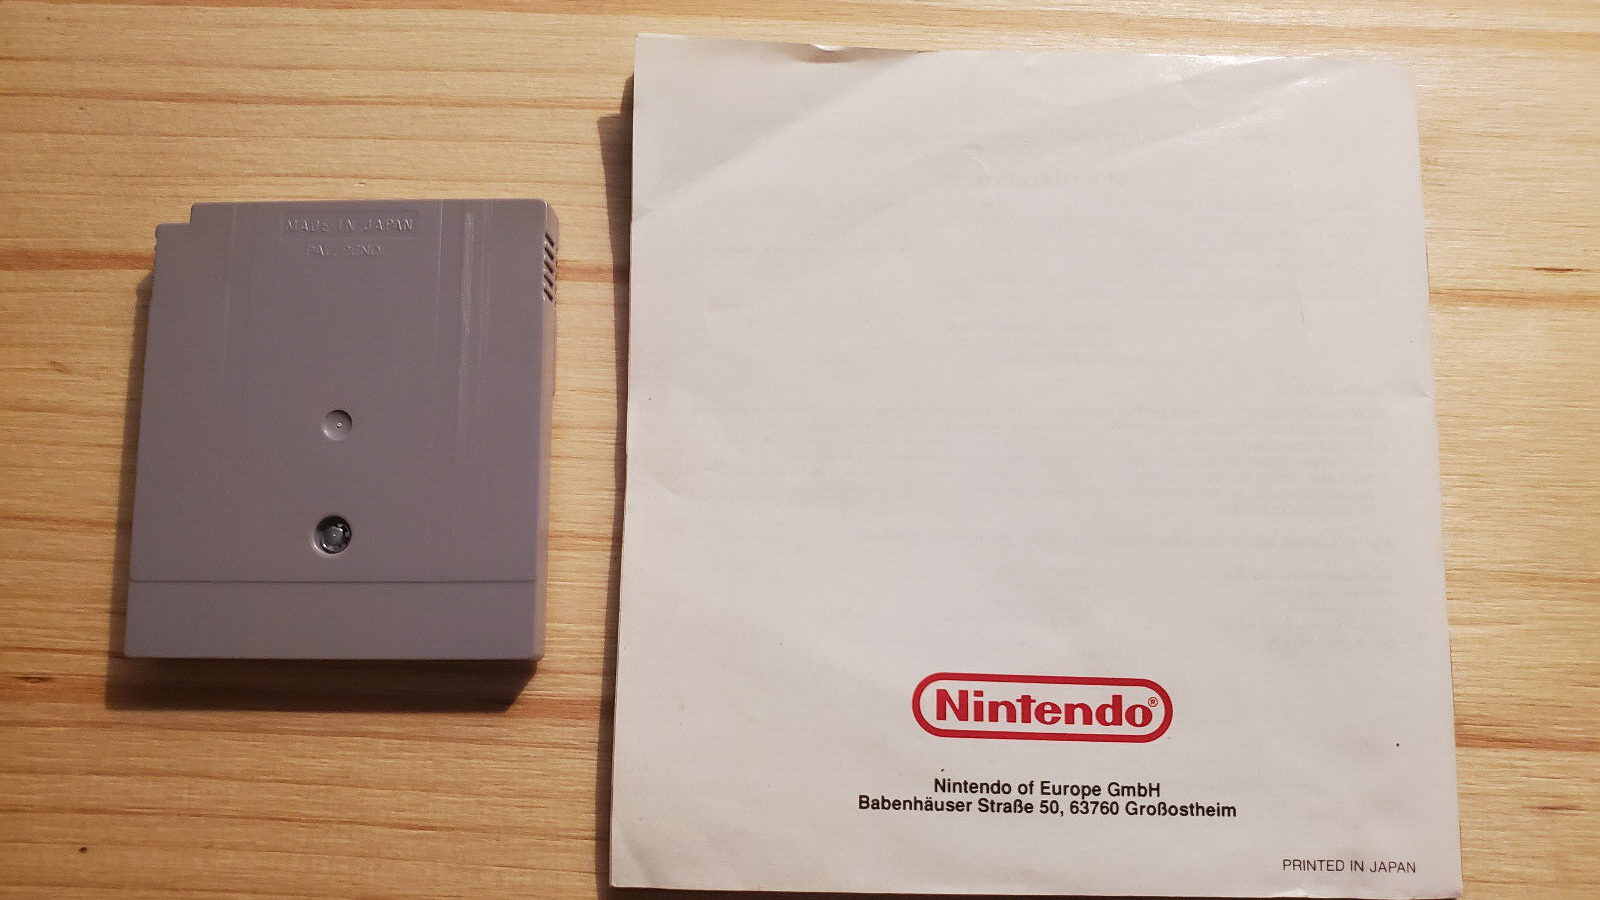 MADE IN JAPAN
PAT. PEND.
Nintendo®
Nintendo of Europe GmbH
Babenhäuser Straße 50, 63760 Großostheim
PRINTED IN JAPAN